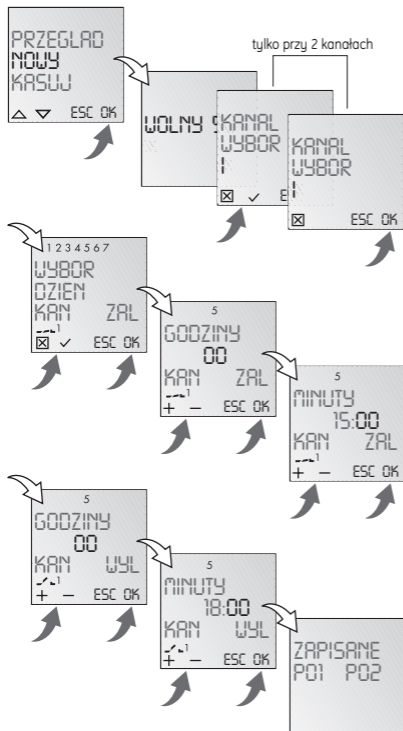 PRZEGLAD
NOWY
KASUJ
ESC OK
tylko przy 2 kanałach
WOLNY
KANAL
WYBOR
1
KANAL
WYBOR
1
ESC OK
1 2 3 4 5 6 7
WYBOR
DZIEN
KAN ZAL
1
ESC OK
5
GODZINY
00
KAN ZAL
1
+ − ESC OK
5
MINUTY
15:00
KAN ZAL
1
+ − ESC OK
5
GODZINY
00
KAN WYL
1
+ − ESC OK
5
MINUTY
18:00
KAN WYL
1
+ − ESC OK
ZAPISANE
P01 P02